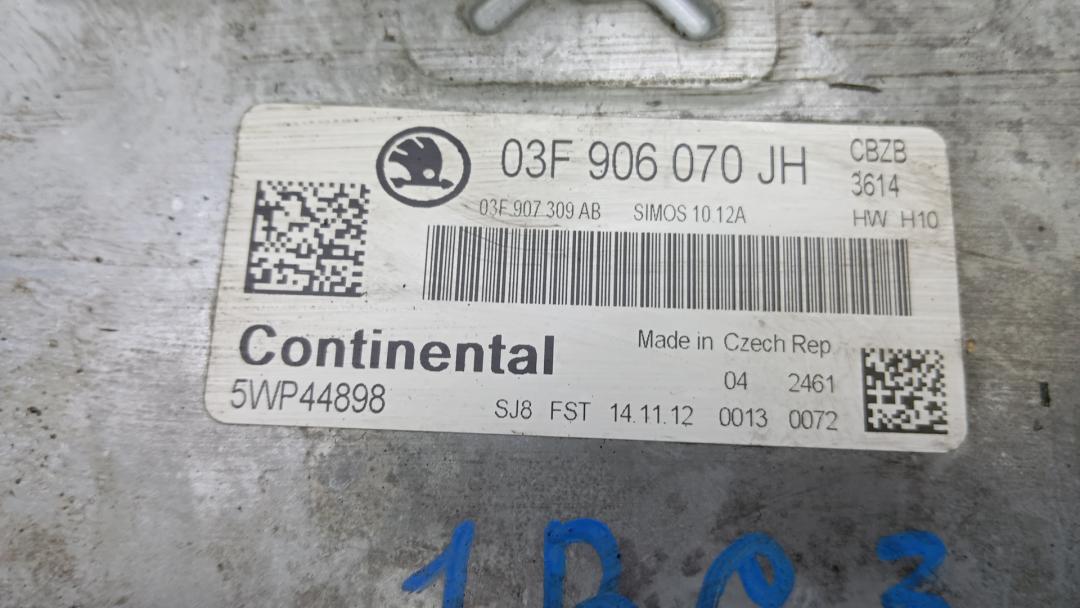 03F 906 070 JH
CBZB
3614
03F 907 309 AB SIMOS 10 12A
HW H10
Continental
Made in Czech Rep
04 2461
5WP44898
SJ8 FST 14.11.12 0013 0072